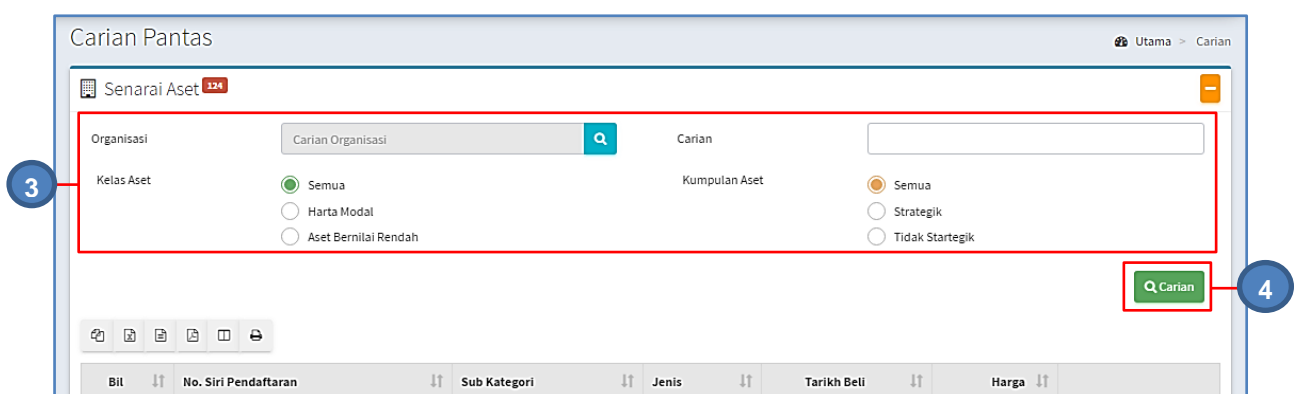 Carian Pantas
Utama > Carian
Senarai Aset 124
Organisasi Carian Organisasi Carian
3 Kelas Aset Semua Kumpulan Aset Semua
Harta Modal Strategik
Aset Bernilai Rendah Tidak Startegik
Carian 4
Bil No. Siri Pendaftaran Sub Kategori Jenis Tarikh Beli Harga